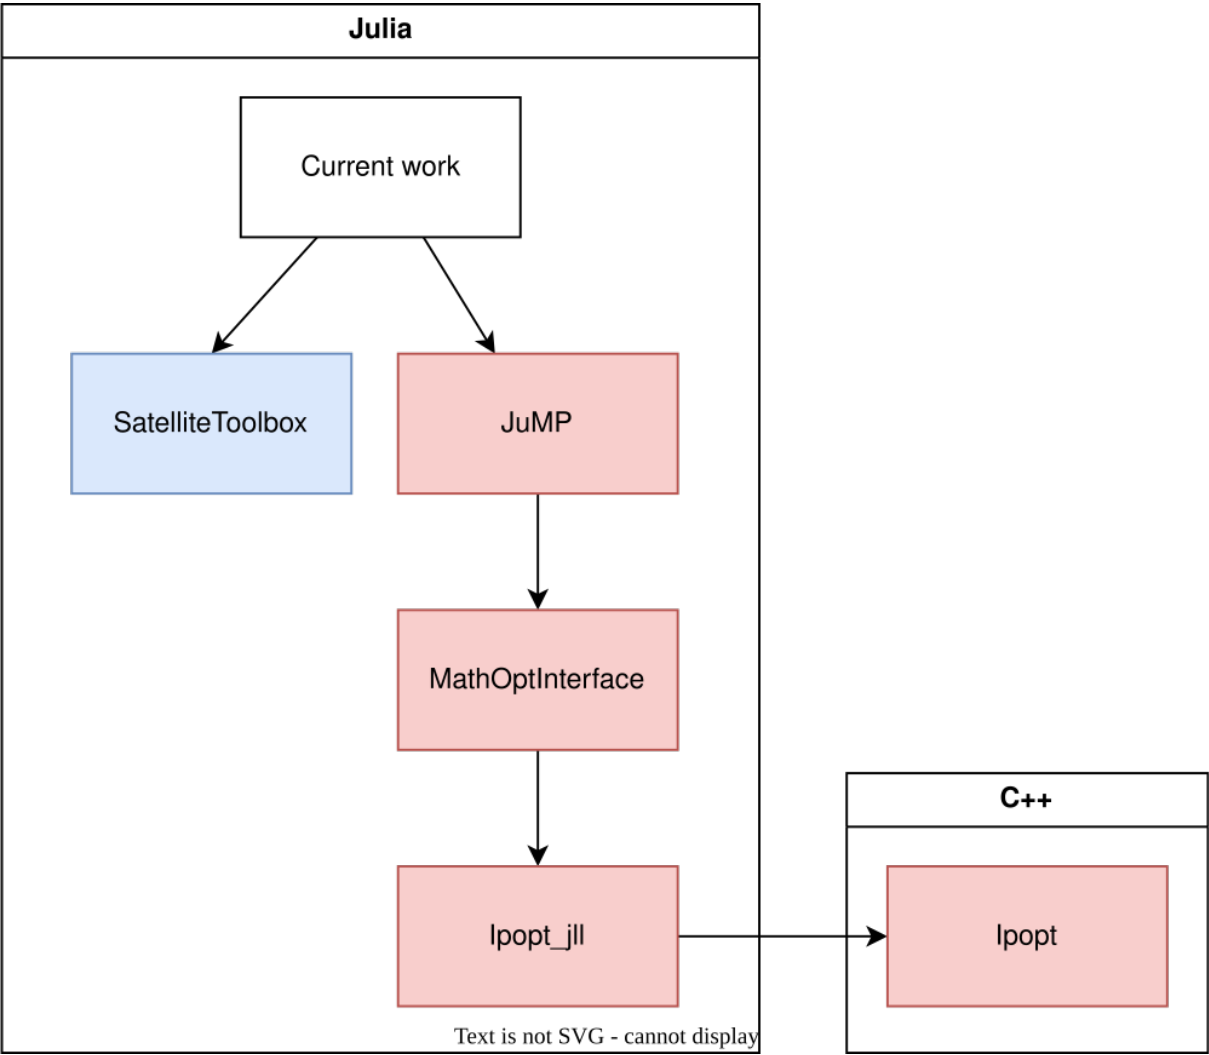 Julia
Current work
SatelliteToolbox
JuMP
MathOptInterface
C++
Ipopt_jll
Ipopt
Text is not SVG - cannot display